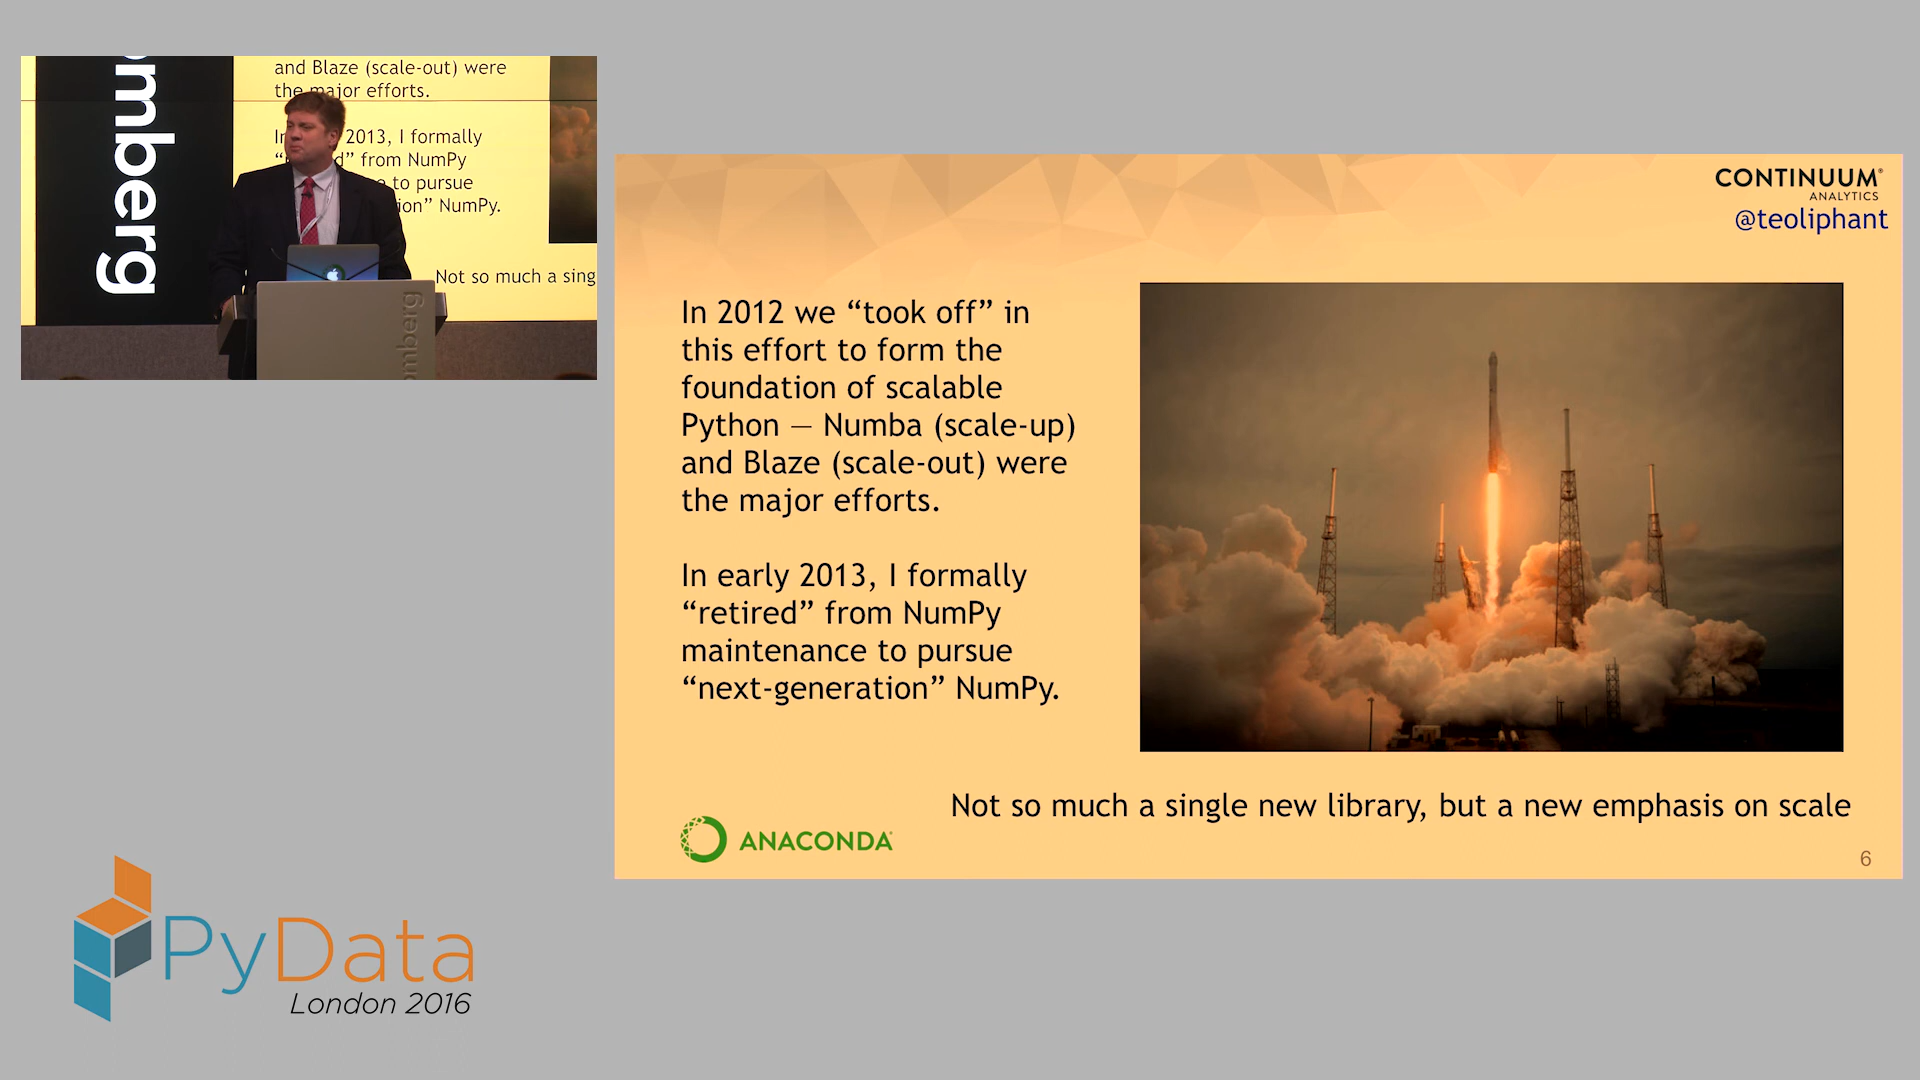 omberg
and Blaze (scale-out) were
the major efforts.
2013, I formally
from NumPy
to pursue
NumPy.
Not so much a sing
omberg
CONTINUUM®
ANALYTICS
@teoliphant
In 2012 we “took off” in
this effort to form the
foundation of scalable
Python — Numba (scale-up)
and Blaze (scale-out) were
the major efforts.
In early 2013, I formally
“retired” from NumPy
maintenance to pursue
“next-generation” NumPy.
Not so much a single new library, but a new emphasis on scale
ANACONDA
6
PyData
London 2016